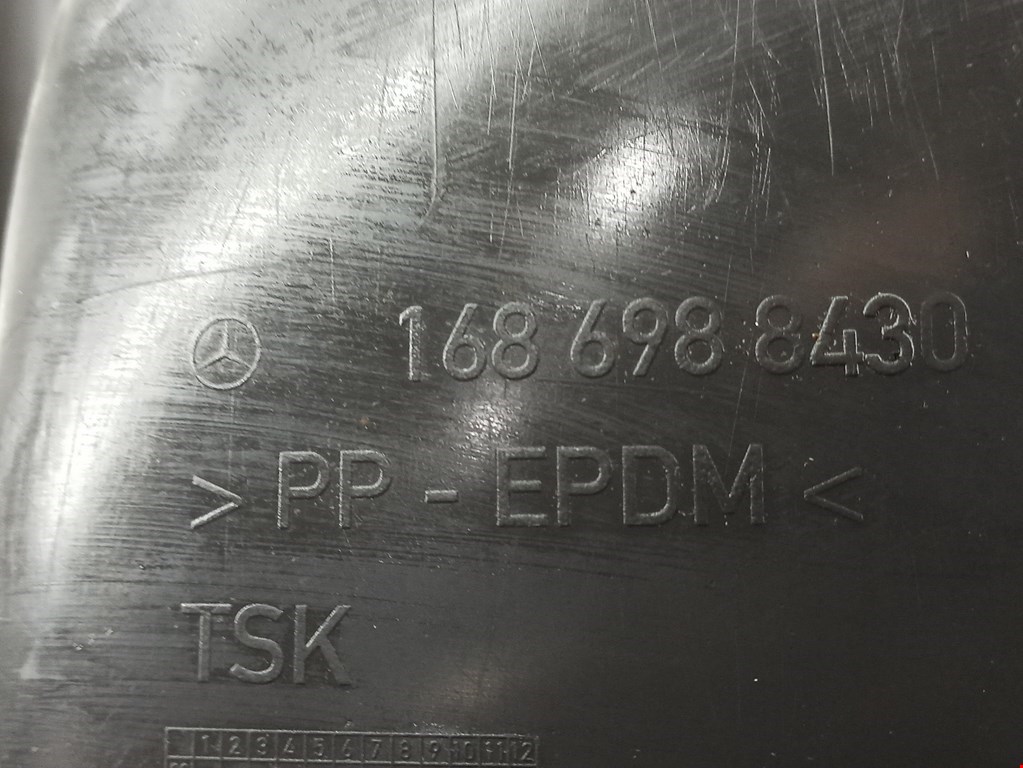 168 698 8430
> PP - EPDM <
TSK
1 2 3 4 5 6 7 8 9 10 11 12